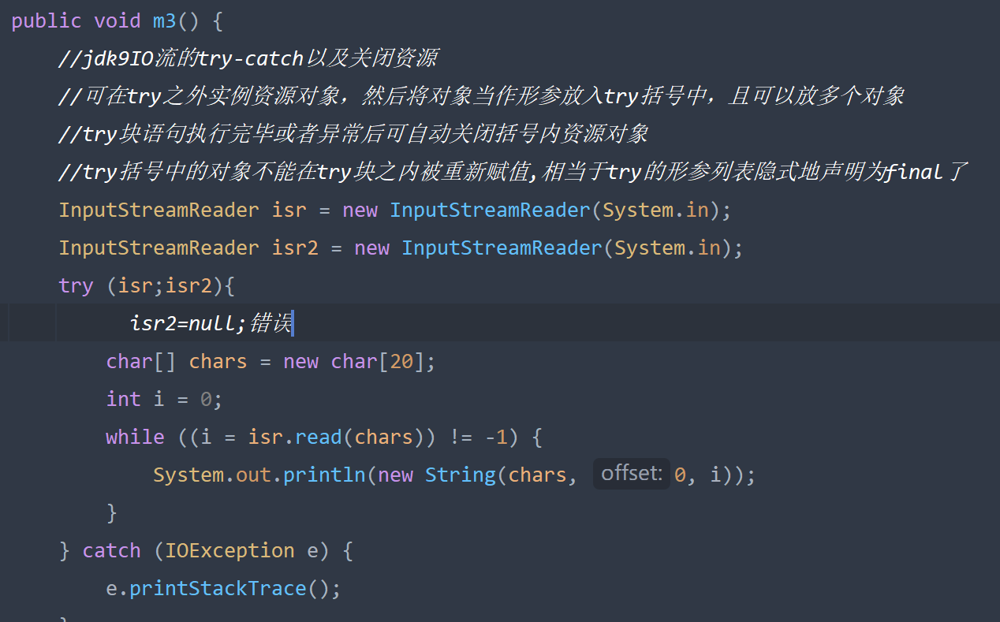 public void m3() {
//jdk9IO流的try-catch以及关闭资源
//可在try之外实例资源对象，然后将对象当作形参放入try括号中，且可以放多个对象
//try块语句执行完毕或者异常后可自动关闭括号内资源对象
//try括号中的对象不能在try块之内被重新赋值,相当于try的形参列表隐式地声明为final了
InputStreamReader isr = new InputStreamReader(System.in);
InputStreamReader isr2 = new InputStreamReader(System.in);
try (isr;isr2){
isr2=null;错误
char[] chars = new char[20];
int i = 0;
while ((i = isr.read(chars)) != -1) {
System.out.println(new String(chars, offset: 0, i));
}
} catch (IOException e) {
e.printStackTrace();
}